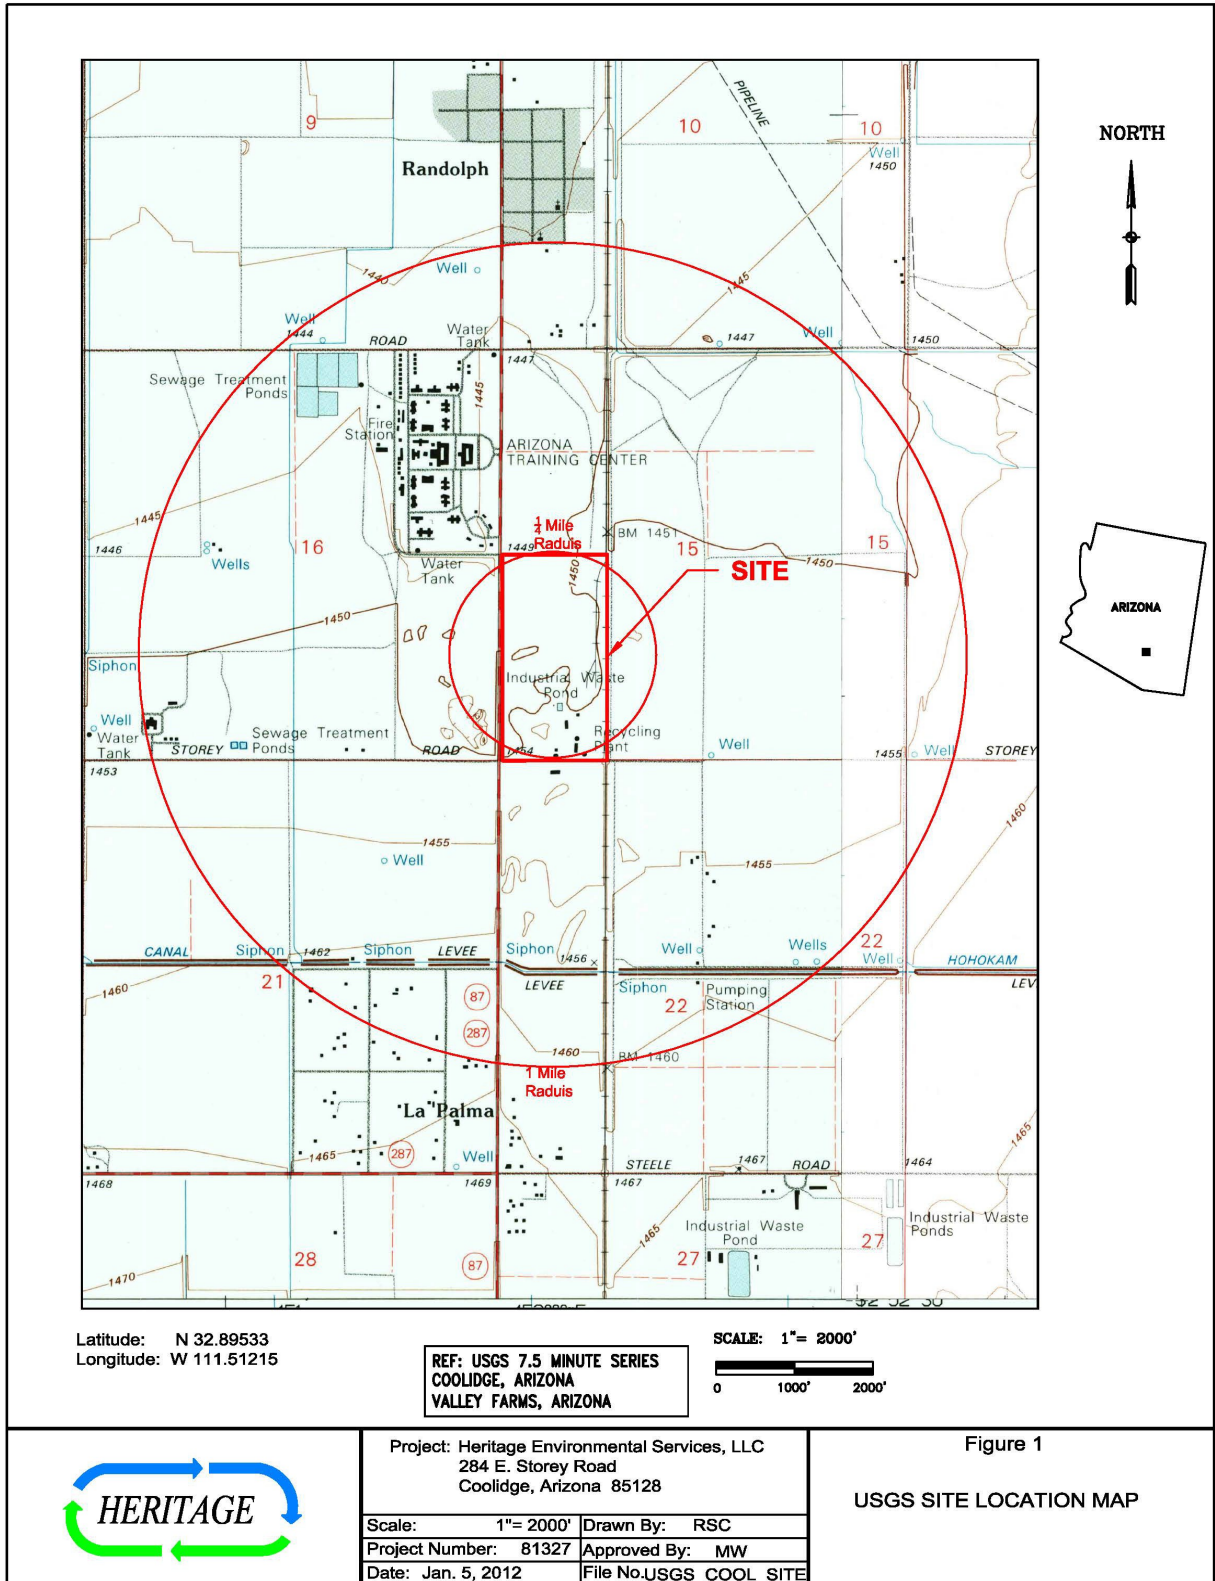 9
10
PIPELINE
10
Well
1450
Randolph
NORTH
1440
Well
1445
Well
1444
ROAD
Water
Tank
1447
1447
Well
1450
Sewage Treatment
Ponds
1445
Fire
Station
ARIZONA
TRAINING CENTER
1445
1446
Wells
16
1/4 Mile
Raduis
1449
BM 1451
15
15
1450
1450
Water
Tank
SITE
ARIZONA
1450
Siphon
Industrial Waste
Pond
Well
Water
Tank
STOREY
Sewage Treatment
Ponds
ROAD
1454
Recycling
Plant
Well
1455
Well
STOREY
1453
1455
Well
1455
1460
CANAL
Siphon
1462
Siphon
LEVEE
Siphon
1456
LEVEE
Well
Wells
22
Well
HOHOKAM
LEV
21
1460
87
287
Siphon
22
Pumping
Station
1460
BM 1460
1 Mile
Raduis
La Palma
1465
287
Well
1465
STEELE
1467
ROAD
1464
1468
1469
1467
Industrial Waste
Pond
Industrial Waste
Ponds
1465
28
87
27
27
1470
Latitude: N 32.89533
Longitude: W 111.51215
REF: USGS 7.5 MINUTE SERIES
COOLIDGE, ARIZONA
VALLEY FARMS, ARIZONA
SCALE: 1"= 2000'
0 1000' 2000'
HERITAGE
Project: Heritage Environmental Services, LLC
284 E. Storey Road
Coolidge, Arizona 85128
Scale: 1"= 2000' Drawn By: RSC
Project Number: 81327 Approved By: MW
Date: Jan. 5, 2012 File No.USGS COOL SITE
Figure 1
USGS SITE LOCATION MAP